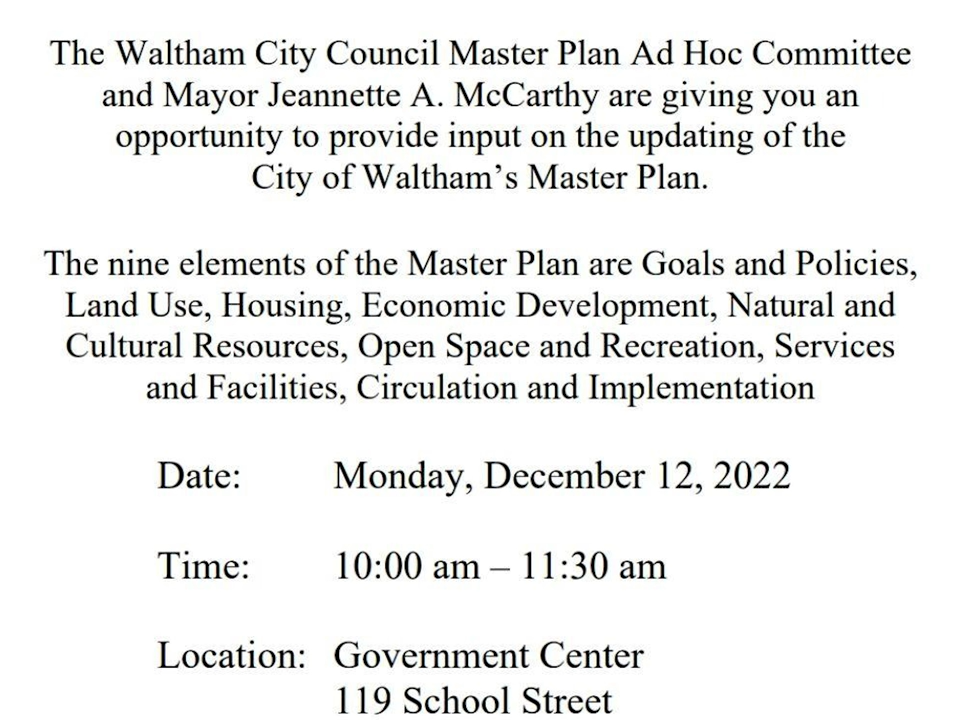 The Waltham City Council Master Plan Ad Hoc Committee
and Mayor Jeannette A. McCarthy are giving you an
opportunity to provide input on the updating of the
City of Waltham’s Master Plan.
The nine elements of the Master Plan are Goals and Policies,
Land Use, Housing, Economic Development, Natural and
Cultural Resources, Open Space and Recreation, Services
and Facilities, Circulation and Implementation
Date: Monday, December 12, 2022
Time: 10:00 am – 11:30 am
Location: Government Center
119 School Street